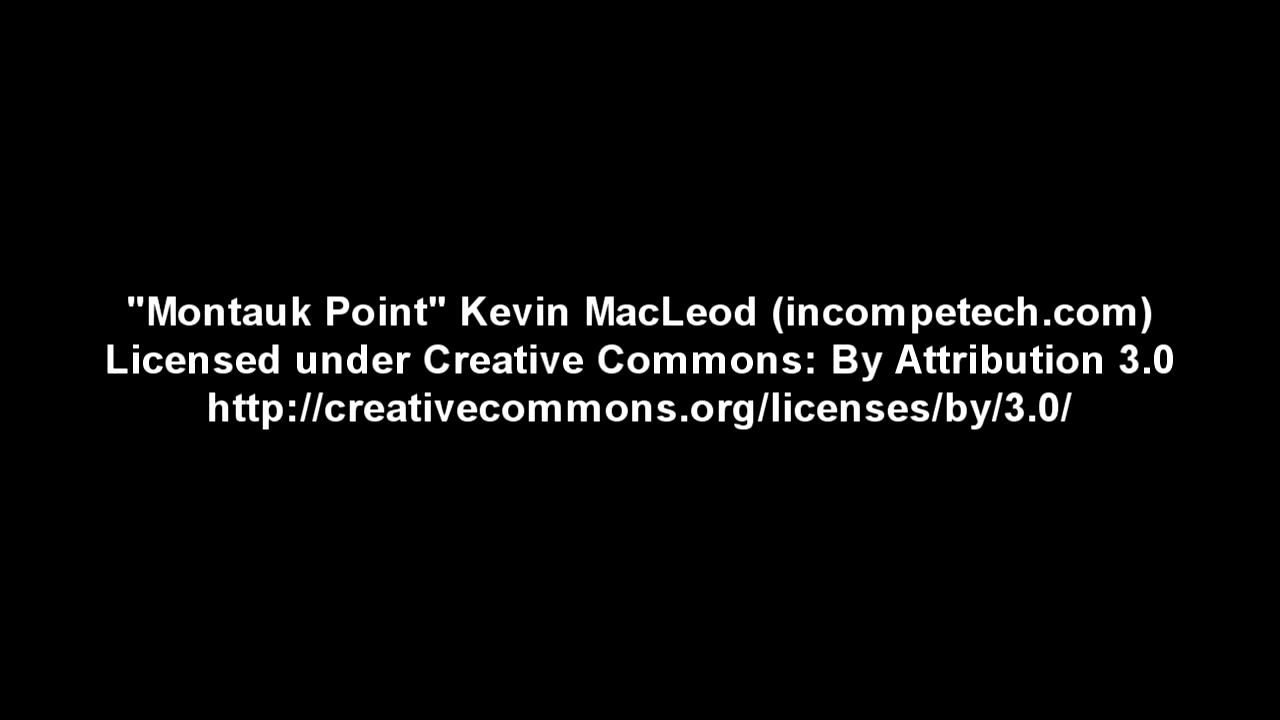 "Montauk Point" Kevin MacLeod (incompetech.com)
Licensed under Creative Commons: By Attribution 3.0
http://creativecommons.org/licenses/by/3.0/